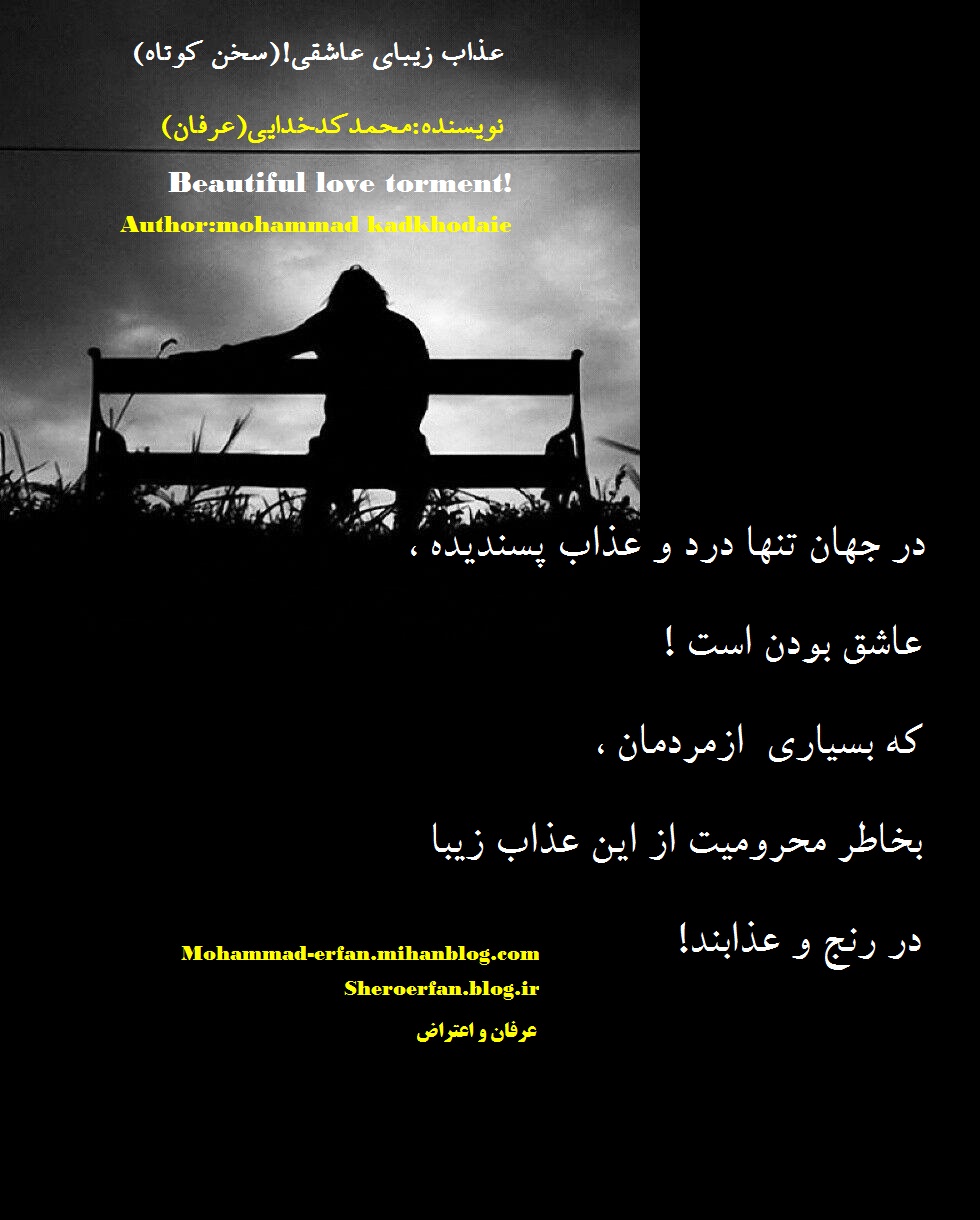 عذاب زیبای عاشقی!(سخن کوتاه)
نویسنده:محمدکدخدایی(عرفان)
Beautiful love torment!
Author:mohammad kadkhodaie
در جهان تنها درد و عذاب پسندیده ،
عاشق بودن است !
که بسیاری ازمردمان ،
بخاطر محرومیت از این عذاب زیبا
در رنج و عذابند!
Mohammad-erfan.mihanblog.com
Sheroerfan.blog.ir
عرفان و اعتراض